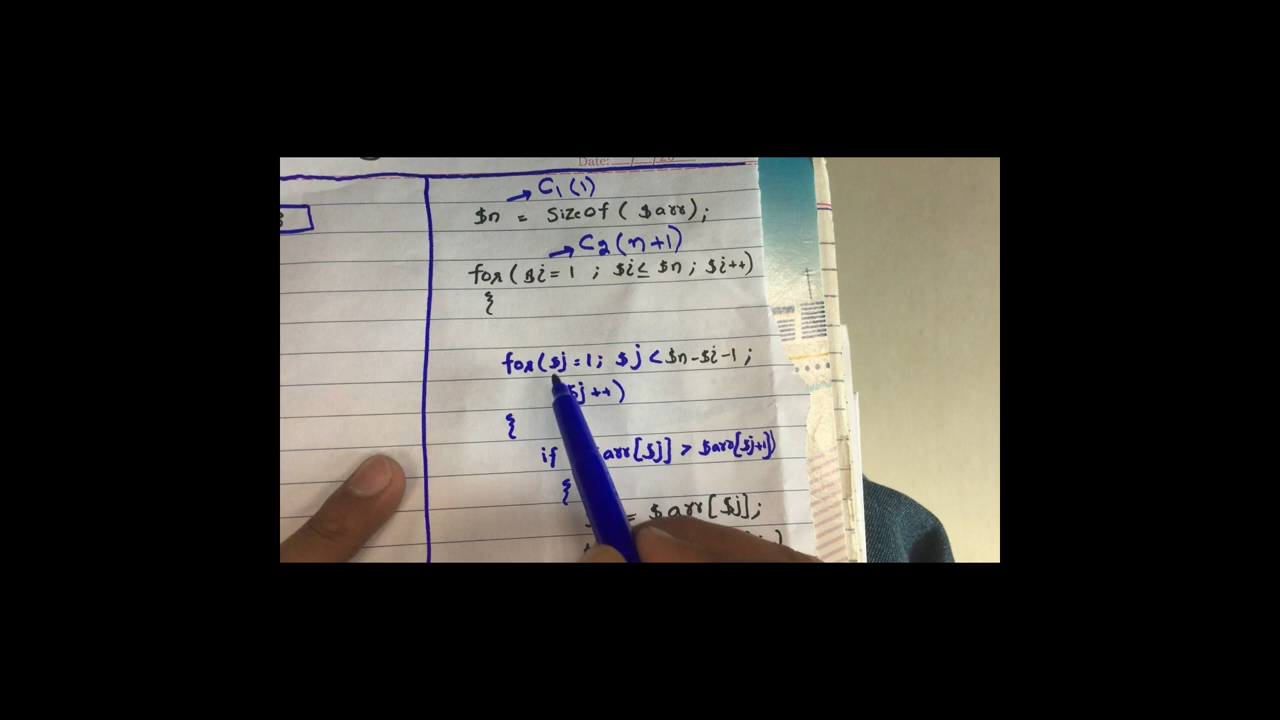 Date:
→ C1 (1)
$n = SizeOf ( $arr);
→ C2 (n+1)
for ( $i = 1 ; $i ≤ $n ; $i++)
{
for ( $j = 1; $j < $n-$i-1 ;
$j ++)
{
if arr[$j] > $arr[$j+1])
{
= $arr[$j];